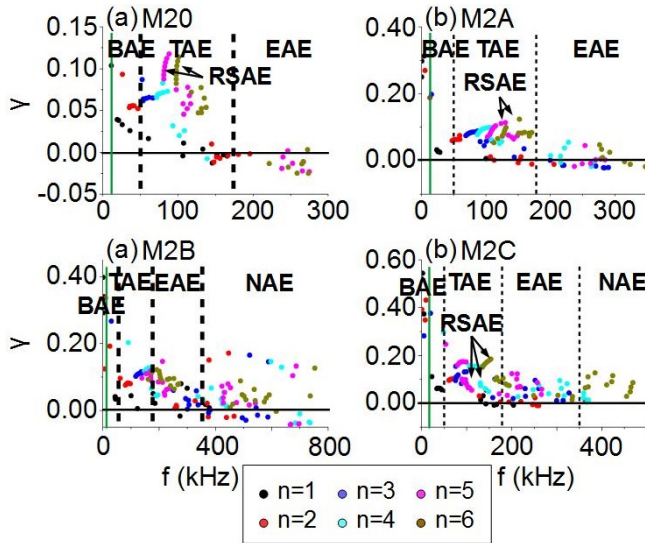 (a) M20
(b) M2A
BAE TAE EAE
BAE TAE EAE
RSAE
RSAE
γ
0.15
0.10
0.05
0.00
-0.05
0 100 200 300
0.40
0.20
0.00
0 100 200 300
(a) M2B
(b) M2C
TAE EAE NAE
BAE
BAE TAE EAE NAE
RSAE
γ
0.40
0.20
0.00
0 200 400 600 800
0.60
0.40
0.20
0.00
0 200 400
f (kHz)
f (kHz)
n=1 n=3 n=5
n=2 n=4 n=6